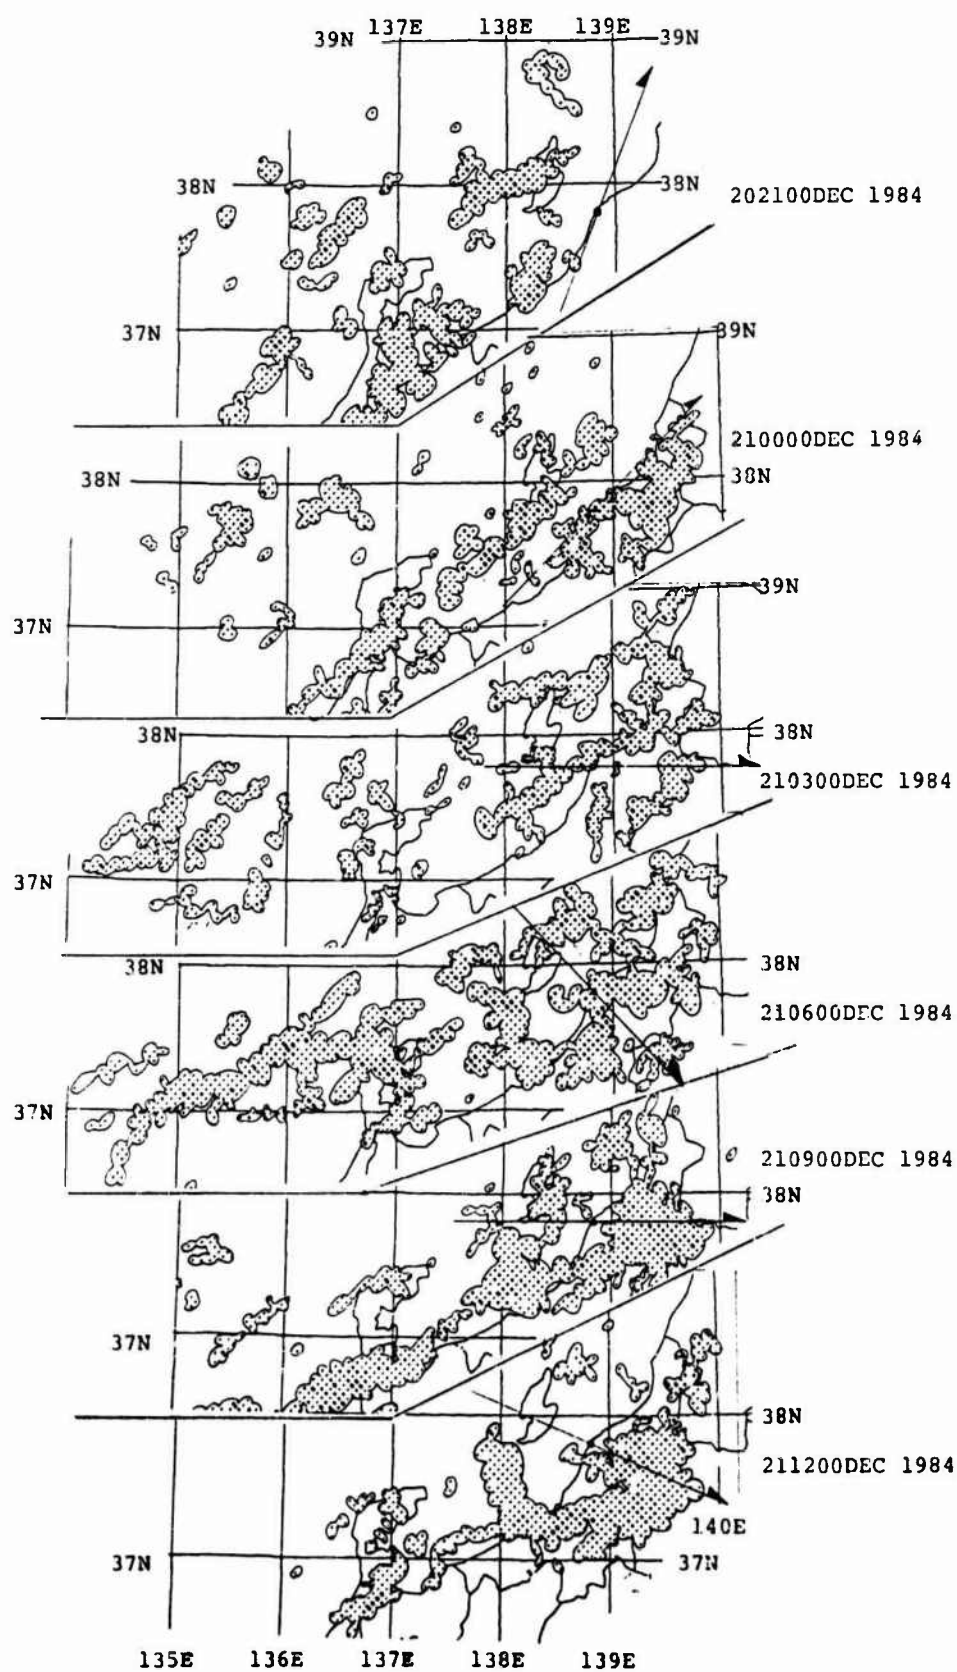 137E 138E 139E
39N 39N
38N 38N
202100DEC 1984
37N
39N
210000DEC 1984
38N 38N
39N
37N
38N 38N
210300DEC 1984
37N
38N 38N
210600DEC 1984
37N
210900DEC 1984
38N
37N
38N
211200DEC 1984
140E
37N 37N
135E 136E 137E 138E 139E